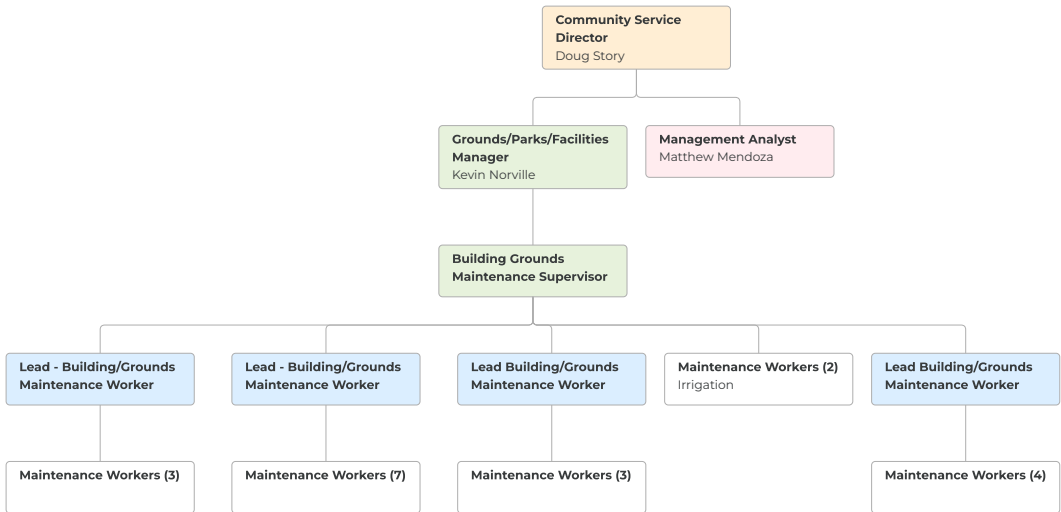 Community Service
Director
Doug Story
Grounds/Parks/Facilities
Manager
Kevin Norville
Management Analyst
Matthew Mendoza
Building Grounds
Maintenance Supervisor
Lead - Building/Grounds
Maintenance Worker
Lead - Building/Grounds
Maintenance Worker
Lead Building/Grounds
Maintenance Worker
Maintenance Workers (2)
Irrigation
Lead Building/Grounds
Maintenance Worker
Maintenance Workers (3)
Maintenance Workers (7)
Maintenance Workers (3)
Maintenance Workers (4)